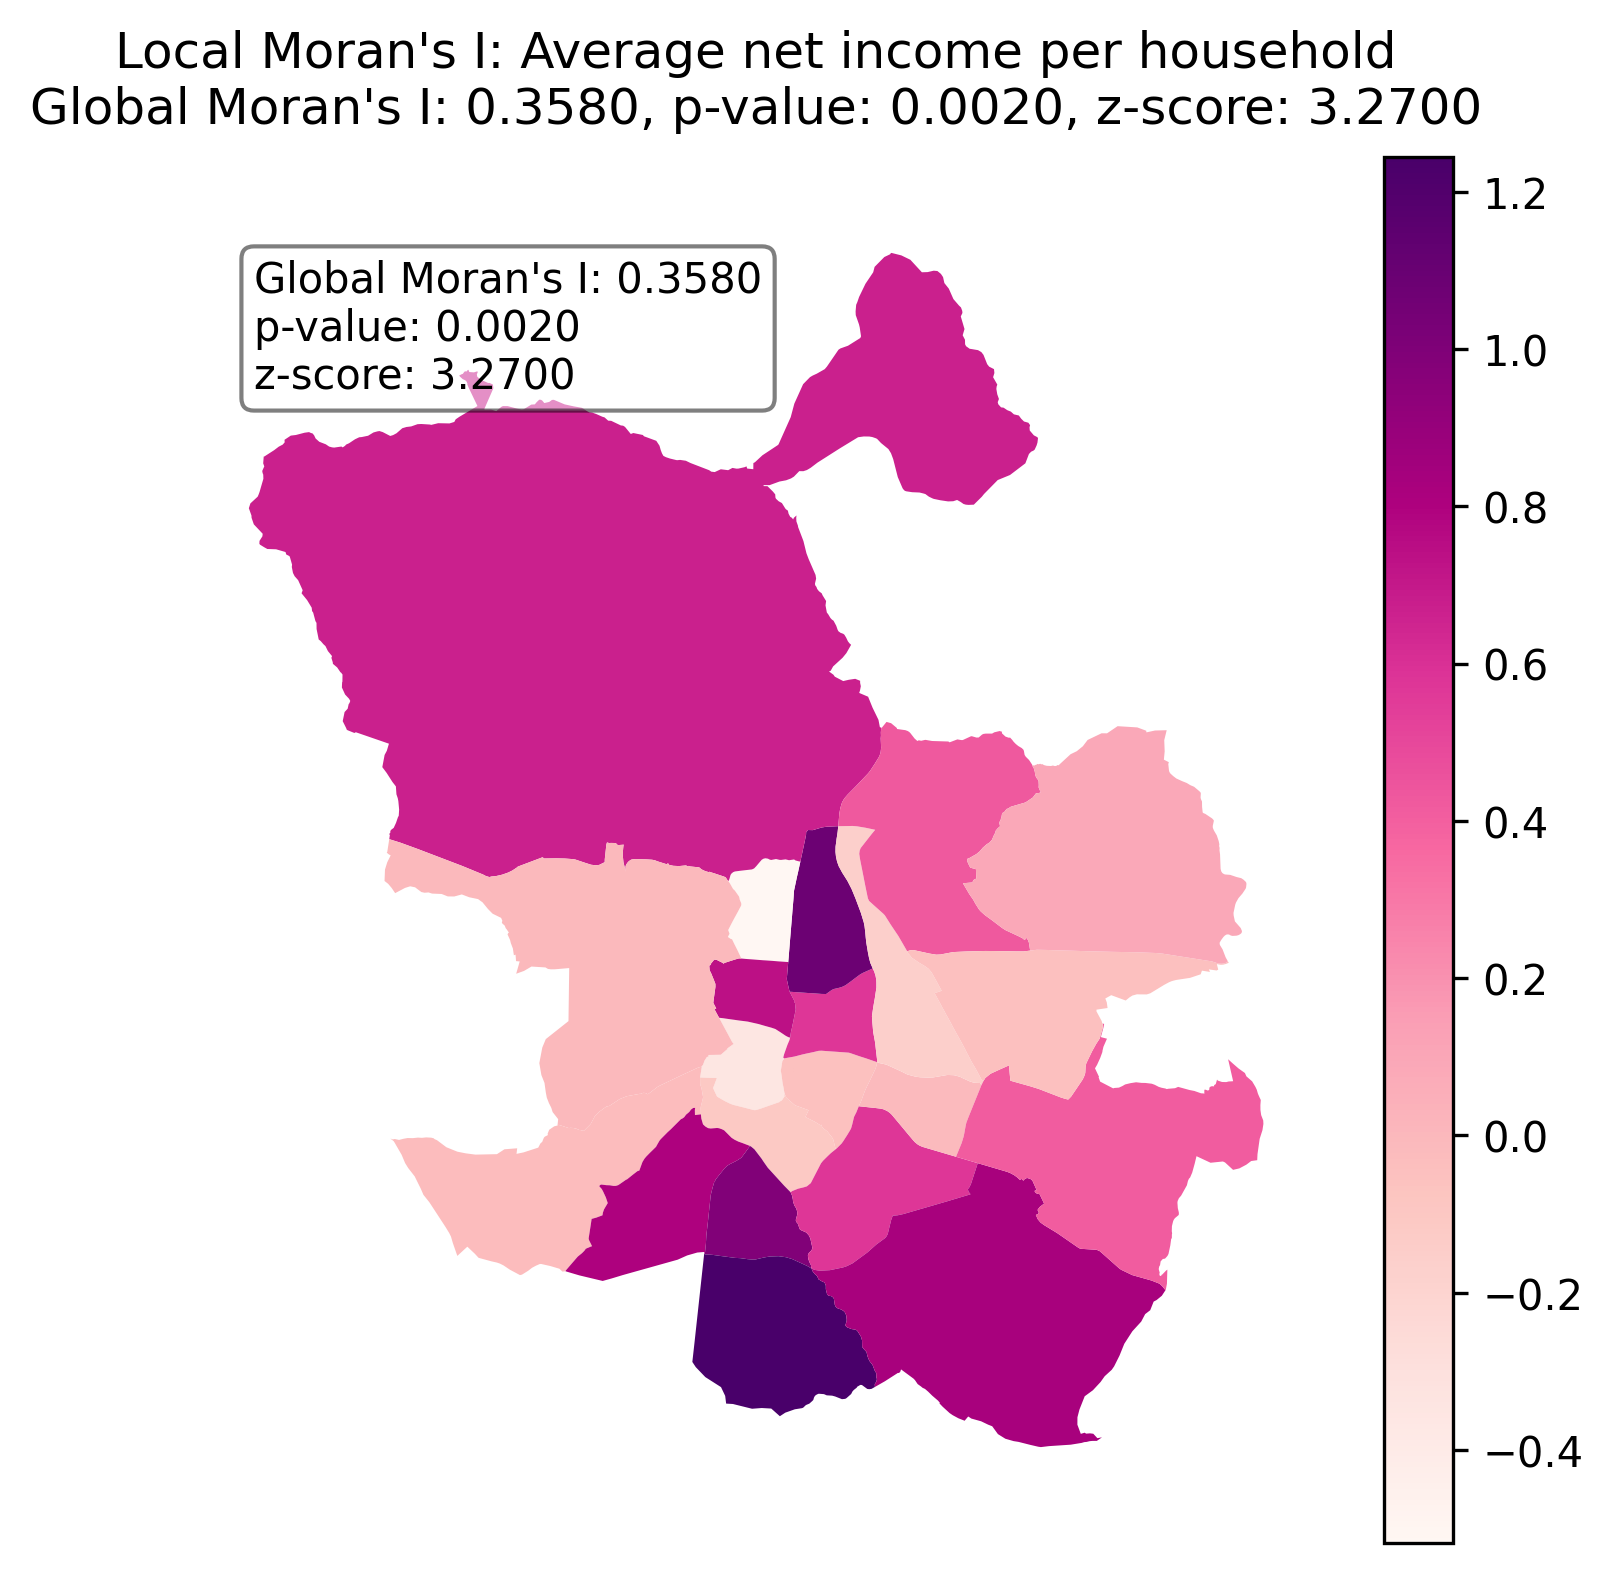 Local Moran's I: Average net income per household
Global Moran's I: 0.3580, p-value: 0.0020, z-score: 3.2700
Global Moran's I: 0.3580
p-value: 0.0020
z-score: 3.2700
1.2
1.0
0.8
0.6
0.4
0.2
0.0
−0.2
−0.4